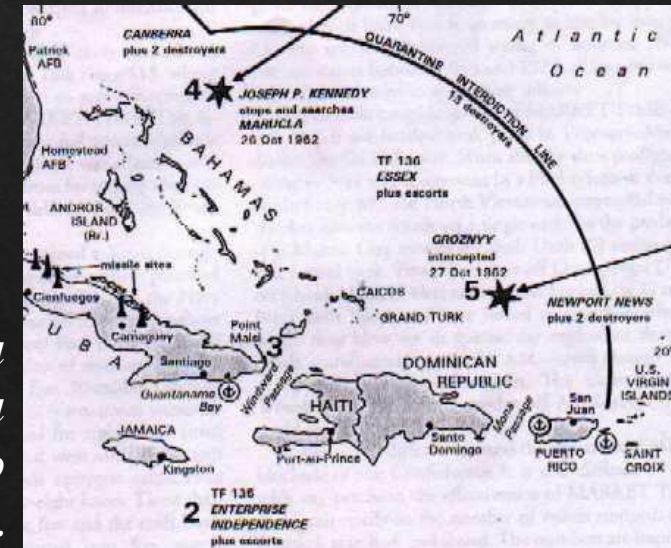 80°
70°
Patrick
AFB
CANBERRA
plus 2 destroyers
Atlantic
Ocean
QUARANTINE INTERDICTION LINE
13 destroyers
4
JOSEPH P. KENNEDY
stops and searches
MARUCLA
26 Oct 1962
Homestead
AFB
BAHAMAS
ANDROS
ISLAND
(Br.)
TF 136
ESSEX
plus escorts
GROZNYY
intercepted
27 Oct 1962
5
NEWPORT NEWS
plus 2 destroyers
missile sites
Cienfuegos
CAICOS
GRAND TURK
CUBA
Camaguey
Point
Maisi
3
Santiago
Guantanamo
Bay
Windward
Passage
HAITI
DOMINICAN
REPUBLIC
Mona
Passage
San
Juan
20°
U.S.
VIRGIN
ISLANDS
JAMAICA
Kingston
Port-au-Prince
Santo
Domingo
PUERTO
RICO
SAINT
CROIX
2
TF 136
ENTERPRISE
INDEPENDENCE
plus escorts